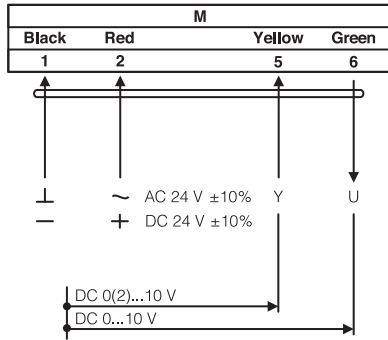 M
Black Red Yellow Green
1 2 5 6
⊥ ~ AC 24 V ±10% Y U
− + DC 24 V ±10%
DC 0(2)...10 V
DC 0...10 V